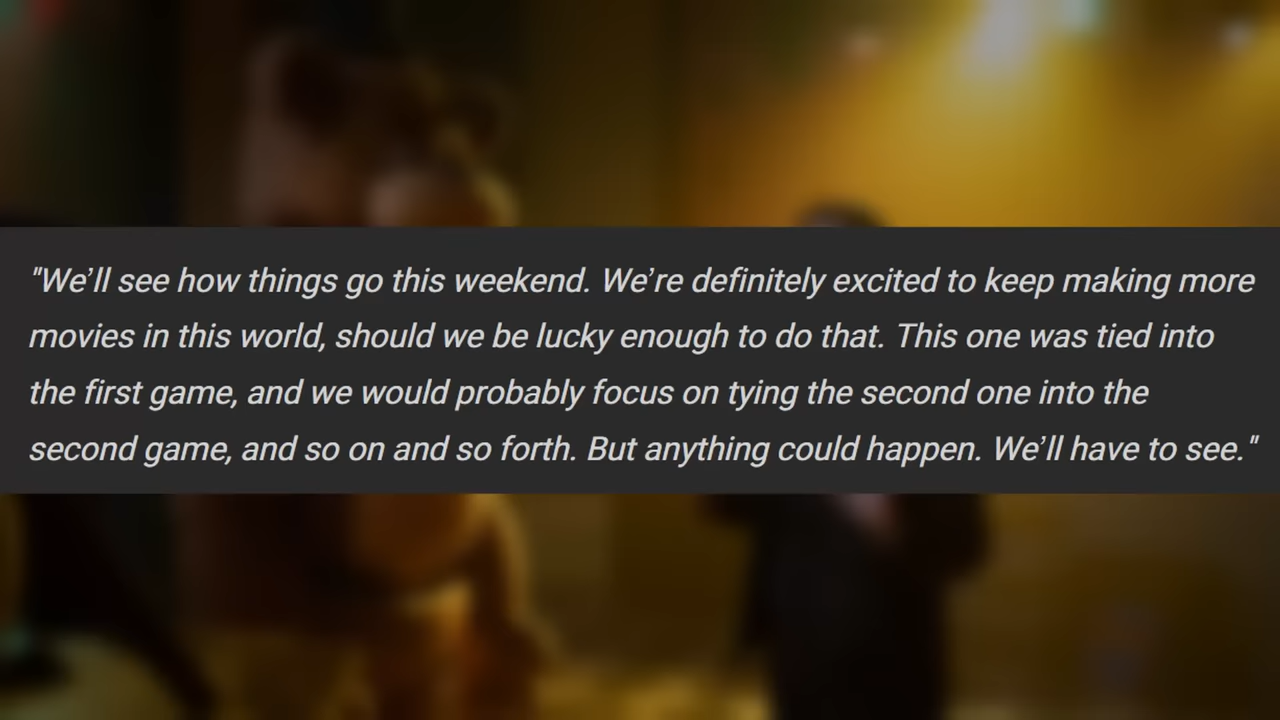 "We’ll see how things go this weekend. We’re definitely excited to keep making more
movies in this world, should we be lucky enough to do that. This one was tied into
the first game, and we would probably focus on tying the second one into the
second game, and so on and so forth. But anything could happen. We’ll have to see."